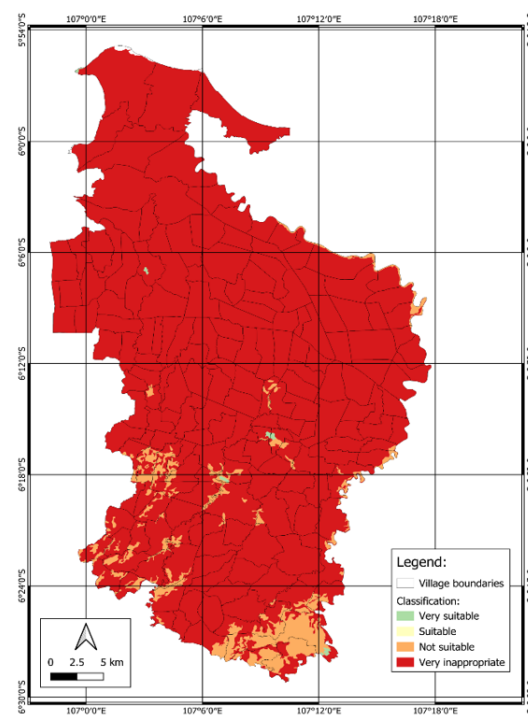 107°0'0"E 107°6'0"E 107°12'0"E 107°18'0"E
5°54'0"S
6°0'0"S
6°6'0"S
6°12'0"S
6°18'0"S
6°24'0"S
6°30'0"S
Legend:
Village boundaries
Classification:
Very suitable
Suitable
Not suitable
Very inappropriate
0 2.5 5 km
107°0'0"E 107°6'0"E 107°12'0"E 107°18'0"E